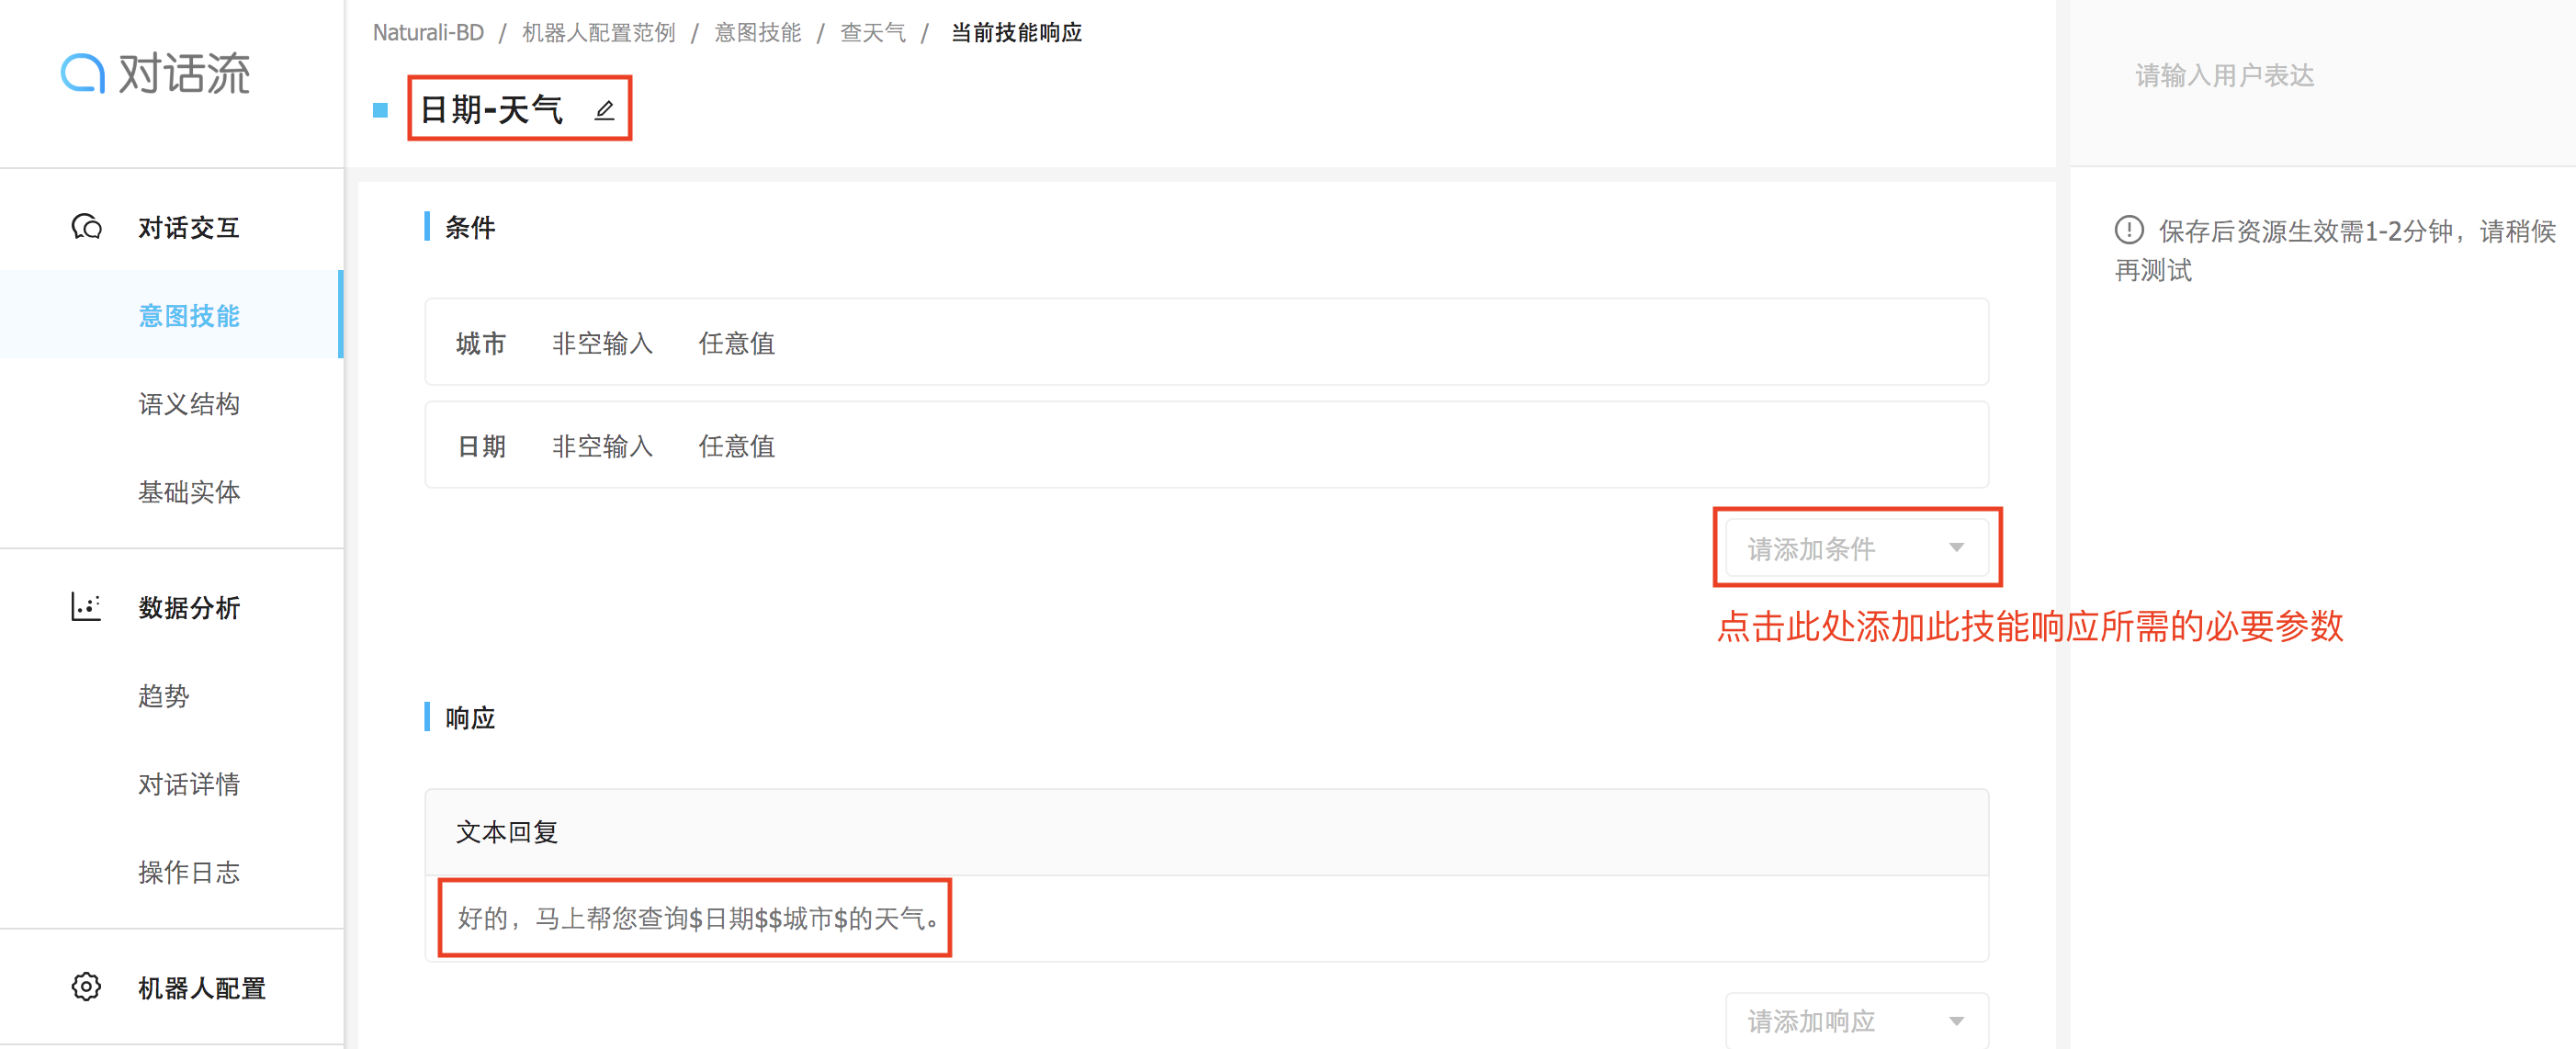 对话流
对话交互
意图技能
语义结构
基础实体
数据分析
趋势
对话详情
操作日志
机器人配置
Naturali-BD / 机器人配置范例 / 意图技能 / 查天气 / 当前技能响应
日期-天气
条件
城市 非空输入 任意值
日期 非空输入 任意值
请添加条件
点击此处添加此技能响应所需的必要参数
响应
文本回复
好的，马上帮您查询$日期$$城市$的天气。
请添加响应
请输入用户表达
保存后资源生效需1-2分钟，请稍候
再测试